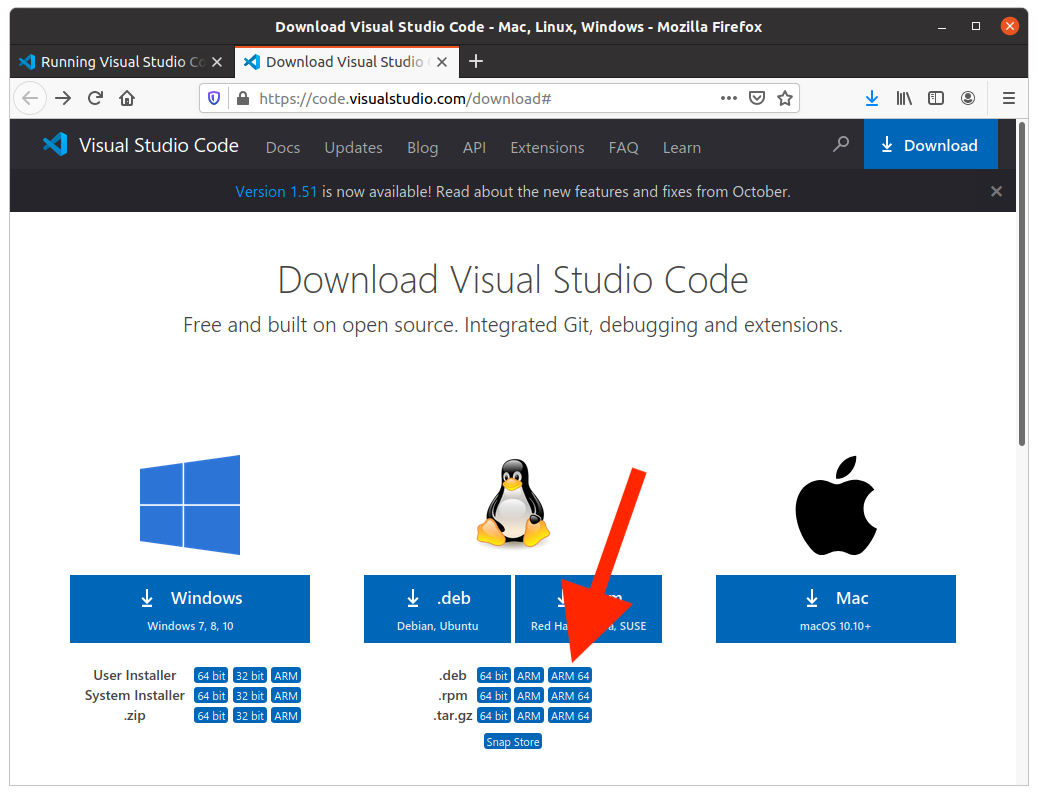 Download Visual Studio Code - Mac, Linux, Windows - Mozilla Firefox
Running Visual Studio Co
Download Visual Studio
https://code.visualstudio.com/download#
Visual Studio Code
Docs
Updates
Blog
API
Extensions
FAQ
Learn
Download
Version 1.51 is now available! Read about the new features and fixes from October.
Download Visual Studio Code
Free and built on open source. Integrated Git, debugging and extensions.
Windows
Windows 7, 8, 10
.deb
Debian, Ubuntu
Red SUSE
Mac
macOS 10.10+
User Installer 64 bit 32 bit ARM
System Installer 64 bit 32 bit ARM
.zip 64 bit 32 bit ARM
.deb 64 bit ARM ARM 64
.rpm 64 bit ARM ARM 64
.tar.gz 64 bit ARM ARM 64
Snap Store